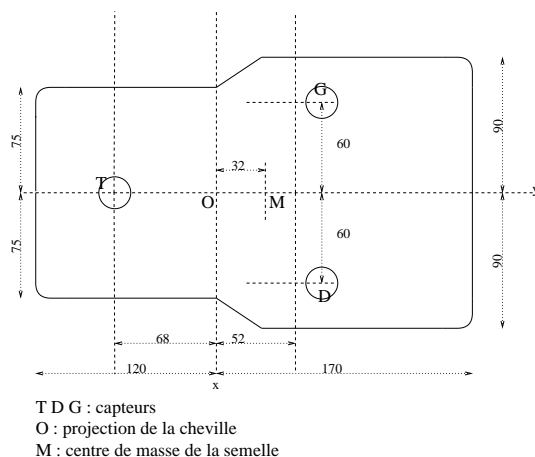 G
75
90
60
32
T
O
M
60
75
90
D
68
52
120
170
x
T D G : capteurs
O : projection de la cheville
M : centre de masse de la semelle